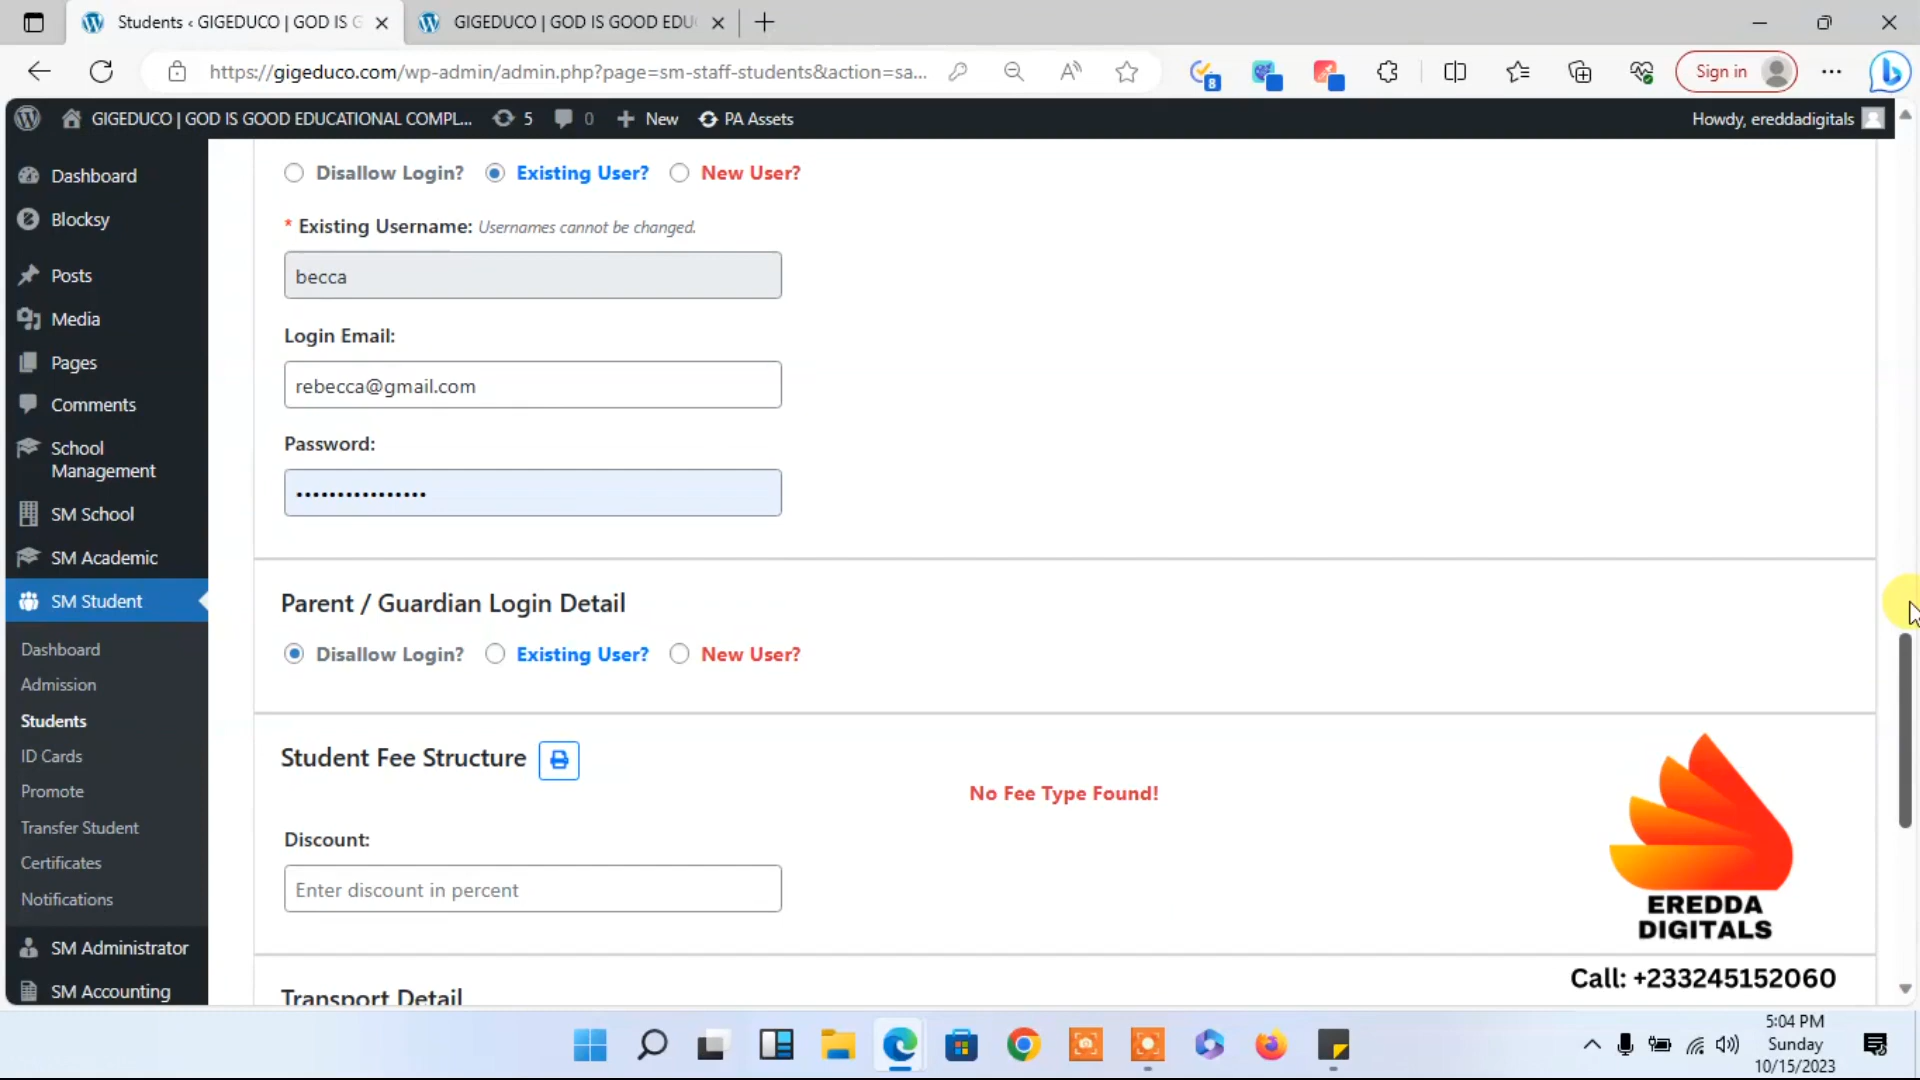 Students ‹ GIGEDUCO | GOD IS G
GIGEDUCO | GOD IS GOOD EDU
https://gigeduco.com/wp-admin/admin.php?page=sm-staff-students&action=sa...
8
Sign in
GIGEDUCO | GOD IS GOOD EDUCATIONAL COMPL...
5
0
New
PA Assets
Howdy, ereddadigitals
Dashboard
Blocksy
Posts
Media
Pages
Comments
School
Management
SM School
SM Academic
SM Student
Dashboard
Admission
Students
ID Cards
Promote
Transfer Student
Certificates
Notifications
SM Administrator
SM Accounting
Disallow Login? Existing User? New User?
* Existing Username: Usernames cannot be changed.
becca
Login Email:
rebecca@gmail.com
Password:
••••••••••••••••
Parent / Guardian Login Detail
Disallow Login? Existing User? New User?
Student Fee Structure
No Fee Type Found!
Discount:
Enter discount in percent
Transport Detail
EREDDA
DIGITALS
Call: +233245152060
5:04 PM
Sunday
10/15/2023